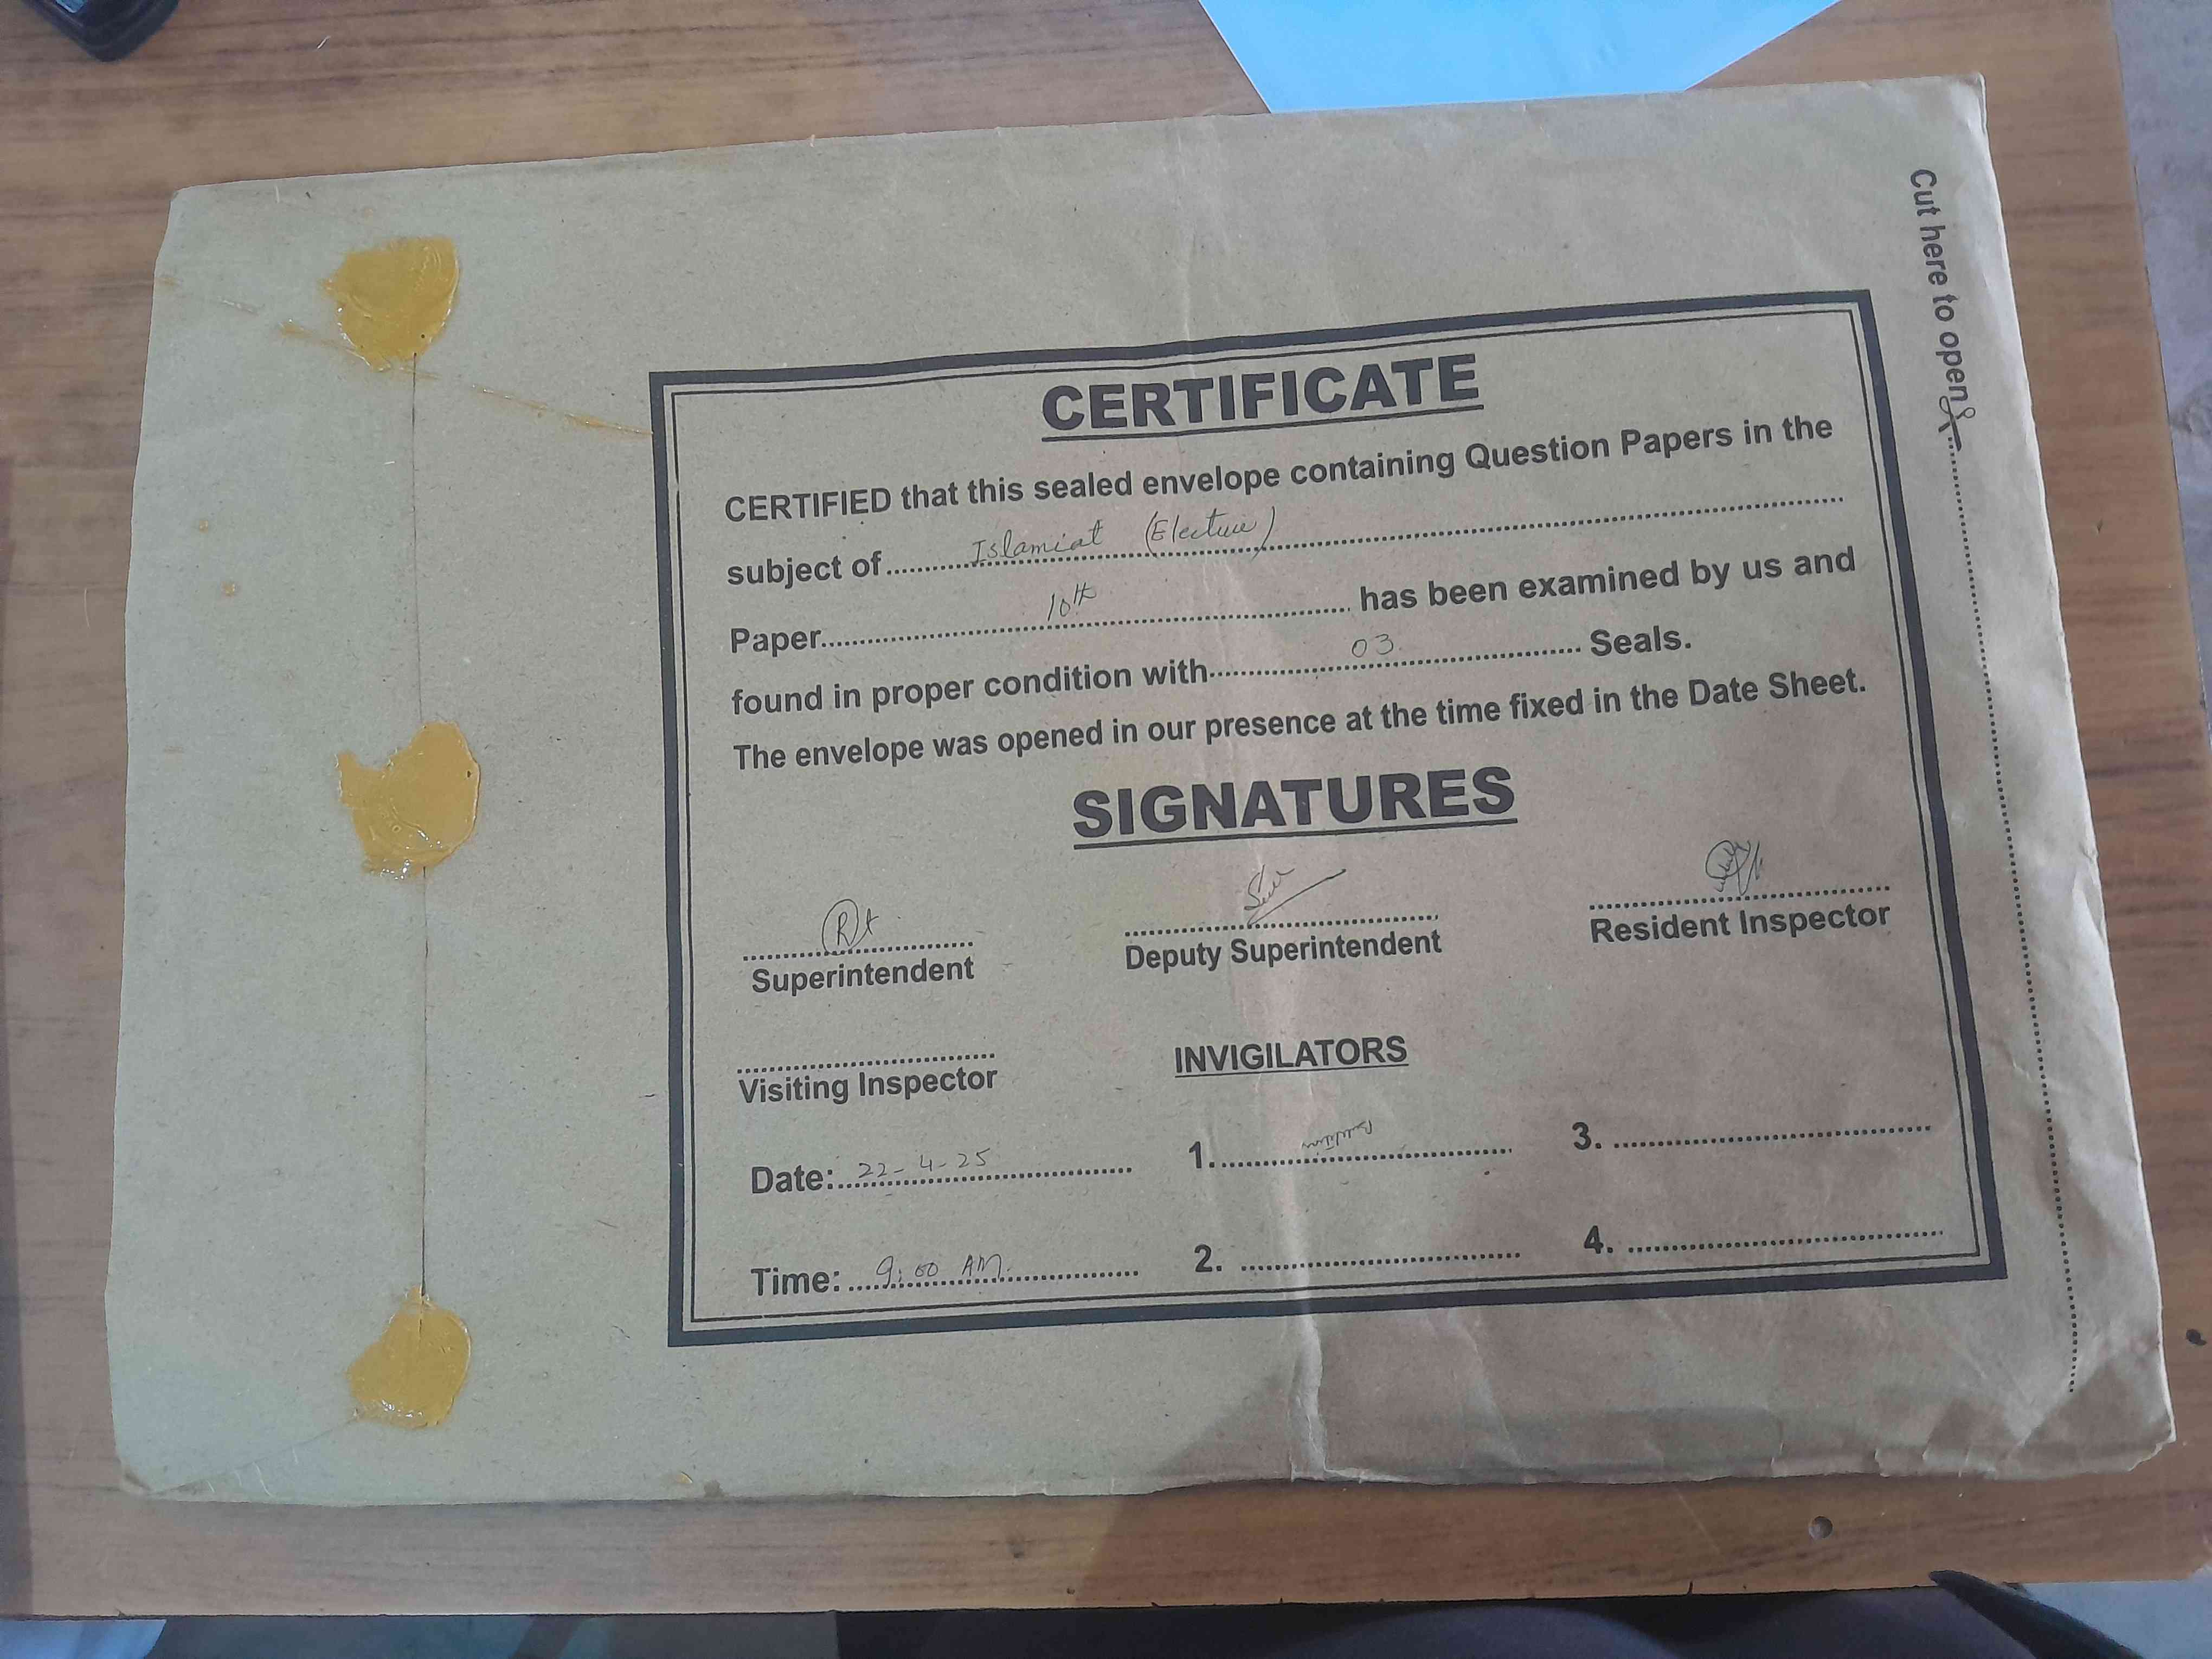 Cut here to open
CERTIFICATE
CERTIFIED that this sealed envelope containing Question Papers in the
subject of Islamiat (Elective)
Paper 10th has been examined by us and
found in proper condition with 03 Seals.
The envelope was opened in our presence at the time fixed in the Date Sheet.
SIGNATURES
Superintendent Deputy Superintendent Resident Inspector
Visiting Inspector INVIGILATORS
Date: 22-4-25 1. 3.
Time: 9:00 AM. 2. 4.